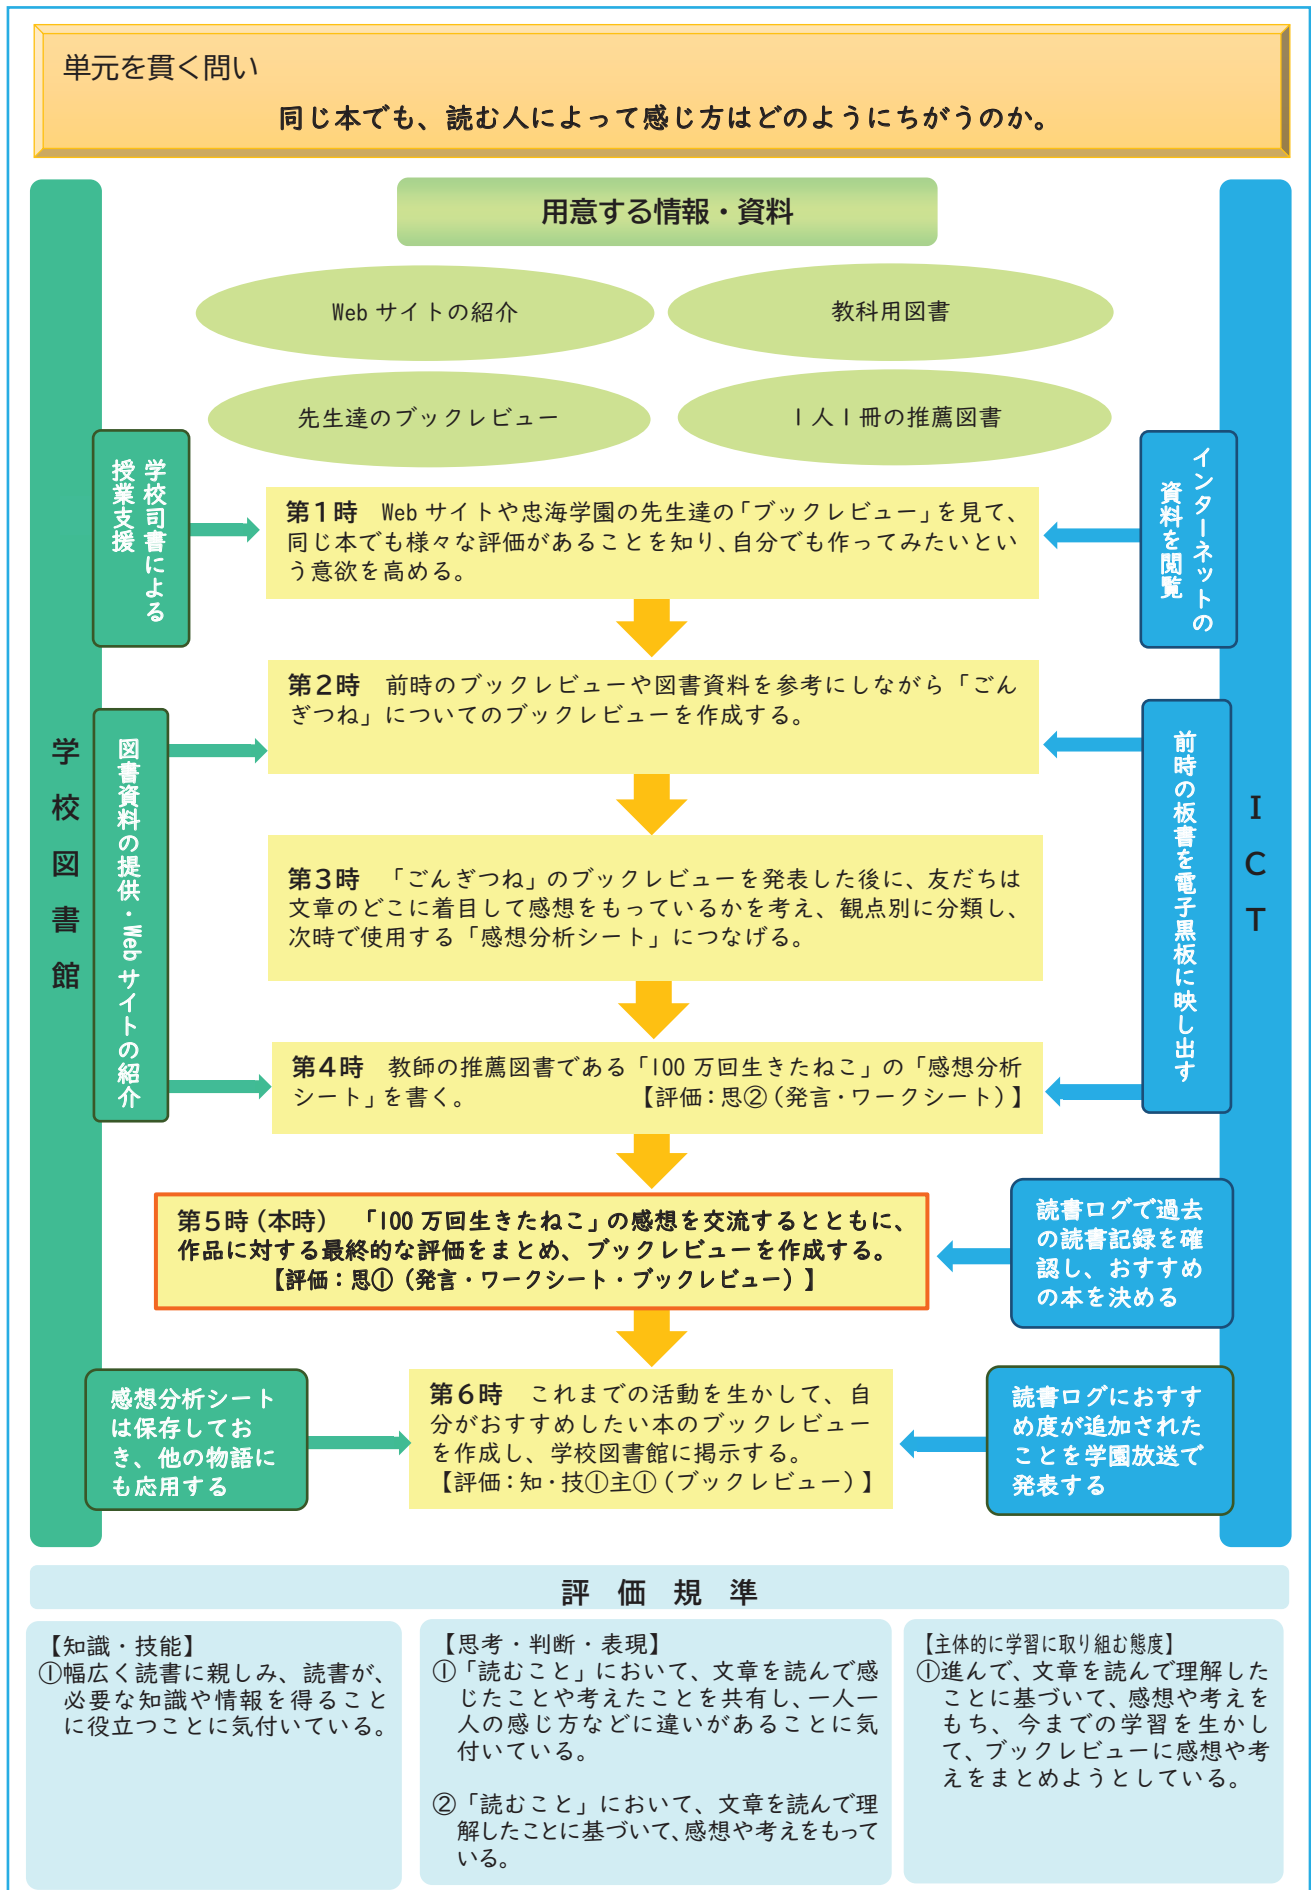 単元を貫く問い
同じ本でも、読む人によって感じ方はどのようにちがうのか。
用意する情報・資料
Web サイトの紹介
教科用図書
先生達のブックレビュー
1人1冊の推薦図書
学校図書館
ICT
学校司書による
授業支援
インターネットの
資料を閲覧
第1時　Web サイトや忠海学園の先生達の「ブックレビュー」を見て、
同じ本でも様々な評価があることを知り、自分でも作ってみたいとい
う意欲を高める。
図書資料の提供・Web サイトの紹介
前時の板書を電子黒板に映し出す
第2時　前時のブックレビューや図書資料を参考にしながら「ごん
ぎつね」についてのブックレビューを作成する。
第3時　「ごんぎつね」のブックレビューを発表した後に、友だちは
文章のどこに着目して感想をもっているかを考え、観点別に分類し、
次時で使用する「感想分析シート」につなげる。
第4時　教師の推薦図書である「100 万回生きたねこ」の「感想分析
シート」を書く。　【評価：思②（発言・ワークシート）】
第5時（本時）　「100 万回生きたねこ」の感想を交流するとともに、
作品に対する最終的な評価をまとめ、ブックレビューを作成する。
【評価：思①（発言・ワークシート・ブックレビュー）】
読書ログで過去
の読書記録を確
認し、おすすめ
の本を決める
感想分析シート
は保存してお
き、他の物語に
も応用する
第6時　これまでの活動を生かして、自
分がおすすめしたい本のブックレビュー
を作成し、学校図書館に掲示する。
【評価：知・技①主①（ブックレビュー）】
読書ログにおすす
め度が追加された
ことを学園放送で
発表する
評　価　規　準
【知識・技能】
①幅広く読書に親しみ、読書が、
必要な知識や情報を得ること
に役立つことに気付いている。
【思考・判断・表現】
①「読むこと」において、文章を読んで感
じたことや考えたことを共有し、一人一
人の感じ方などに違いがあることに気
付いている。
②「読むこと」において、文章を読んで理
解したことに基づいて、感想や考えをもって
いる。
【主体的に学習に取り組む態度】
①進んで、文章を読んで理解した
ことに基づいて、感想や考えを
もち、今までの学習を生かし
て、ブックレビューに感想や考
えをまとめようとしている。